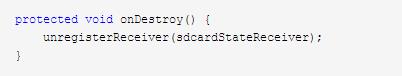 protected void onDestroy() {
    unregisterReceiver(sdcardStateReceiver);
}